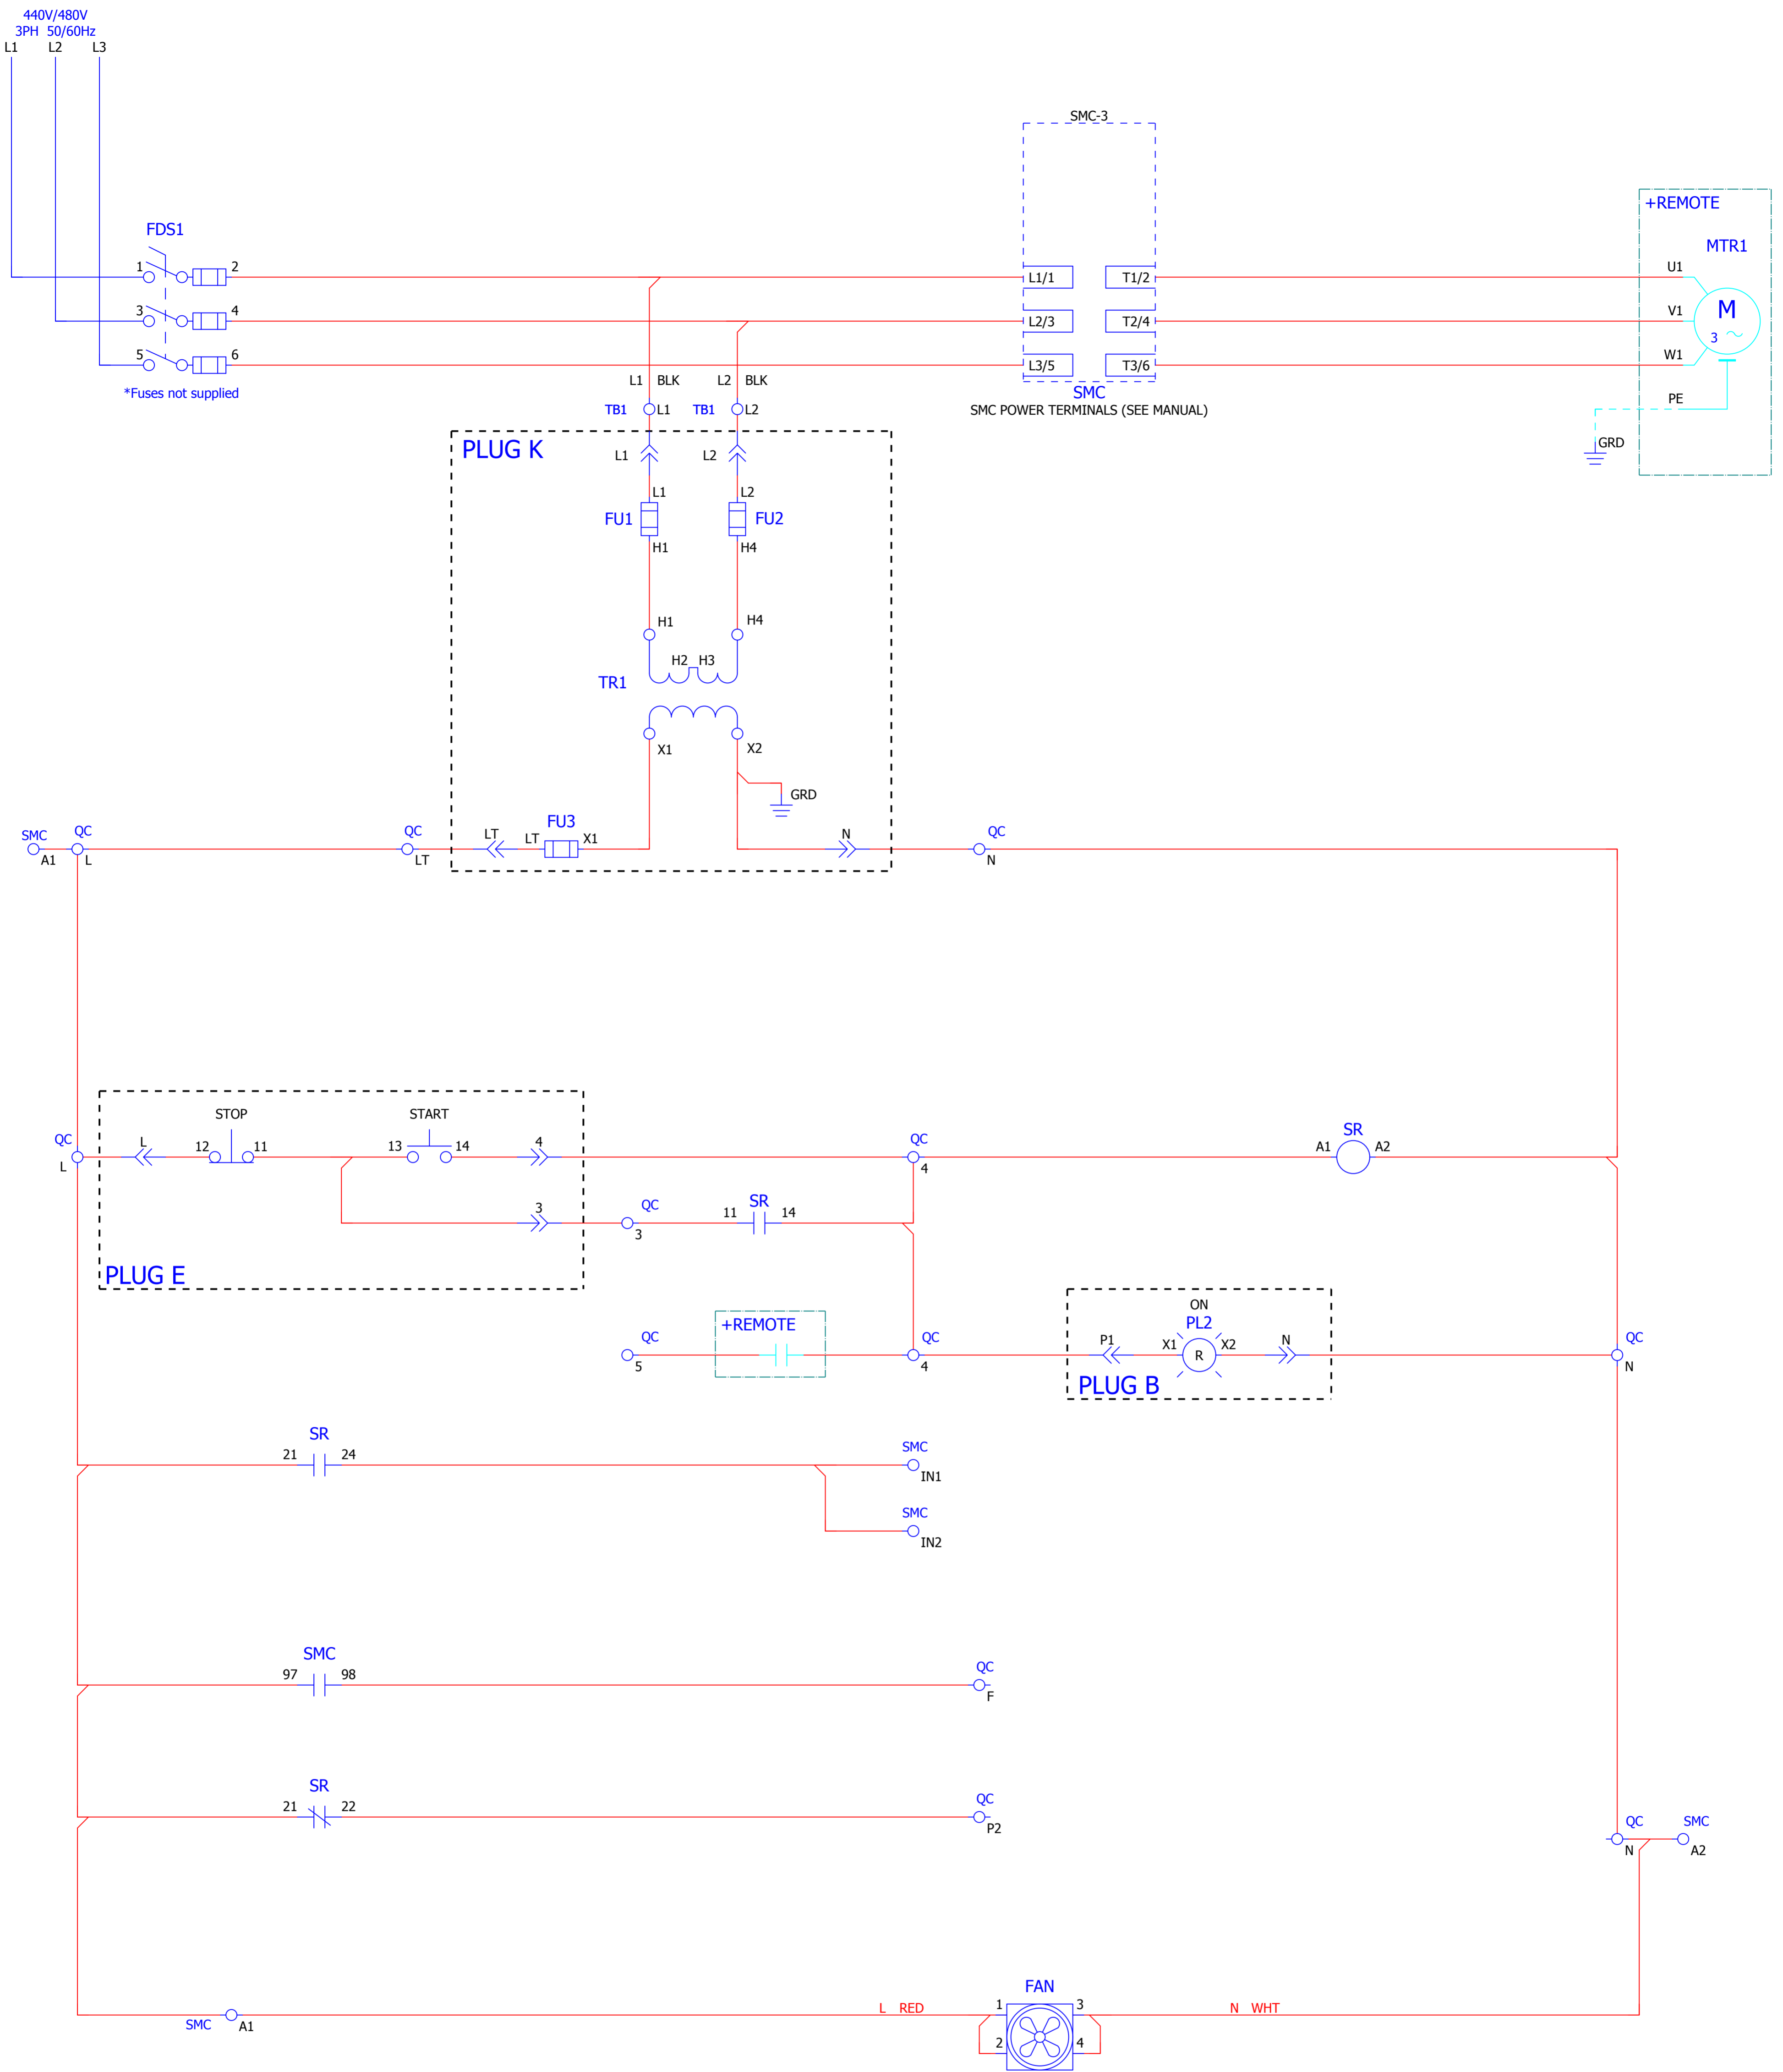 440V/480V
3PH 50/60Hz
L1 L2 L3
SMC-3
+REMOTE
FDS1
MTR1
1 2 L1/1 T1/2 U1
3 4 L2/3 T2/4 V1 M
3
5 6 L3/5 T3/6 W1
*Fuses not supplied
L1 BLK L2 BLK
SMC
PE
TB1 L1 TB1 L2
SMC POWER TERMINALS (SEE MANUAL)
GRD
PLUG K
L1 L2
L1 L2
FU1 FU2
H1 H4
H1 H4
H2 H3
TR1
X1 X2
GRD
SMC QC QC LT LT FU3 X1 N QC
A1 L LT N
STOP START
QC L 12 11 13 14 4 QC SR
L 4 A1 A2
3 QC SR
3 11 14
PLUG E
+REMOTE
ON
PL2
QC QC P1 X1 R X2 N QC
5 4 N
PLUG B
SR
21 24 SMC
IN1
SMC
IN2
SMC
97 98 QC
F
SR
21 22 QC
P2
QC SMC
N A2
FAN
SMC A1 L RED 1 3 N WHT
2 4